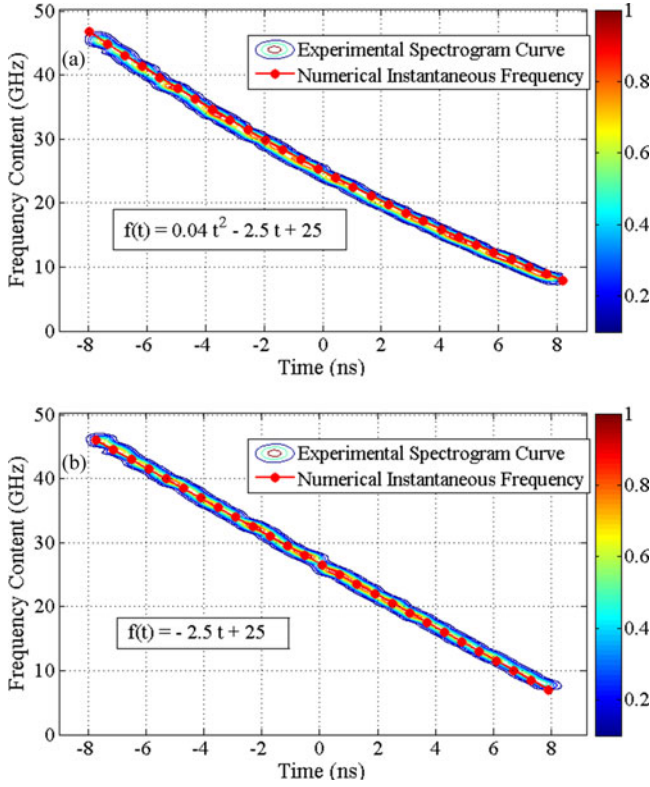 (a)
Experimental Spectrogram Curve
Numerical Instantaneous Frequency
f(t) = 0.04 t² - 2.5 t + 25
Frequency Content (GHz)
50
40
30
20
10
0
-8 -6 -4 -2 0 2 4 6 8
Time (ns)
1
0.8
0.6
0.4
0.2
(b)
Experimental Spectrogram Curve
Numerical Instantaneous Frequency
f(t) = - 2.5 t + 25
Frequency Content (GHz)
50
40
30
20
10
0
-8 -6 -4 -2 0 2 4 6 8
Time (ns)
1
0.8
0.6
0.4
0.2